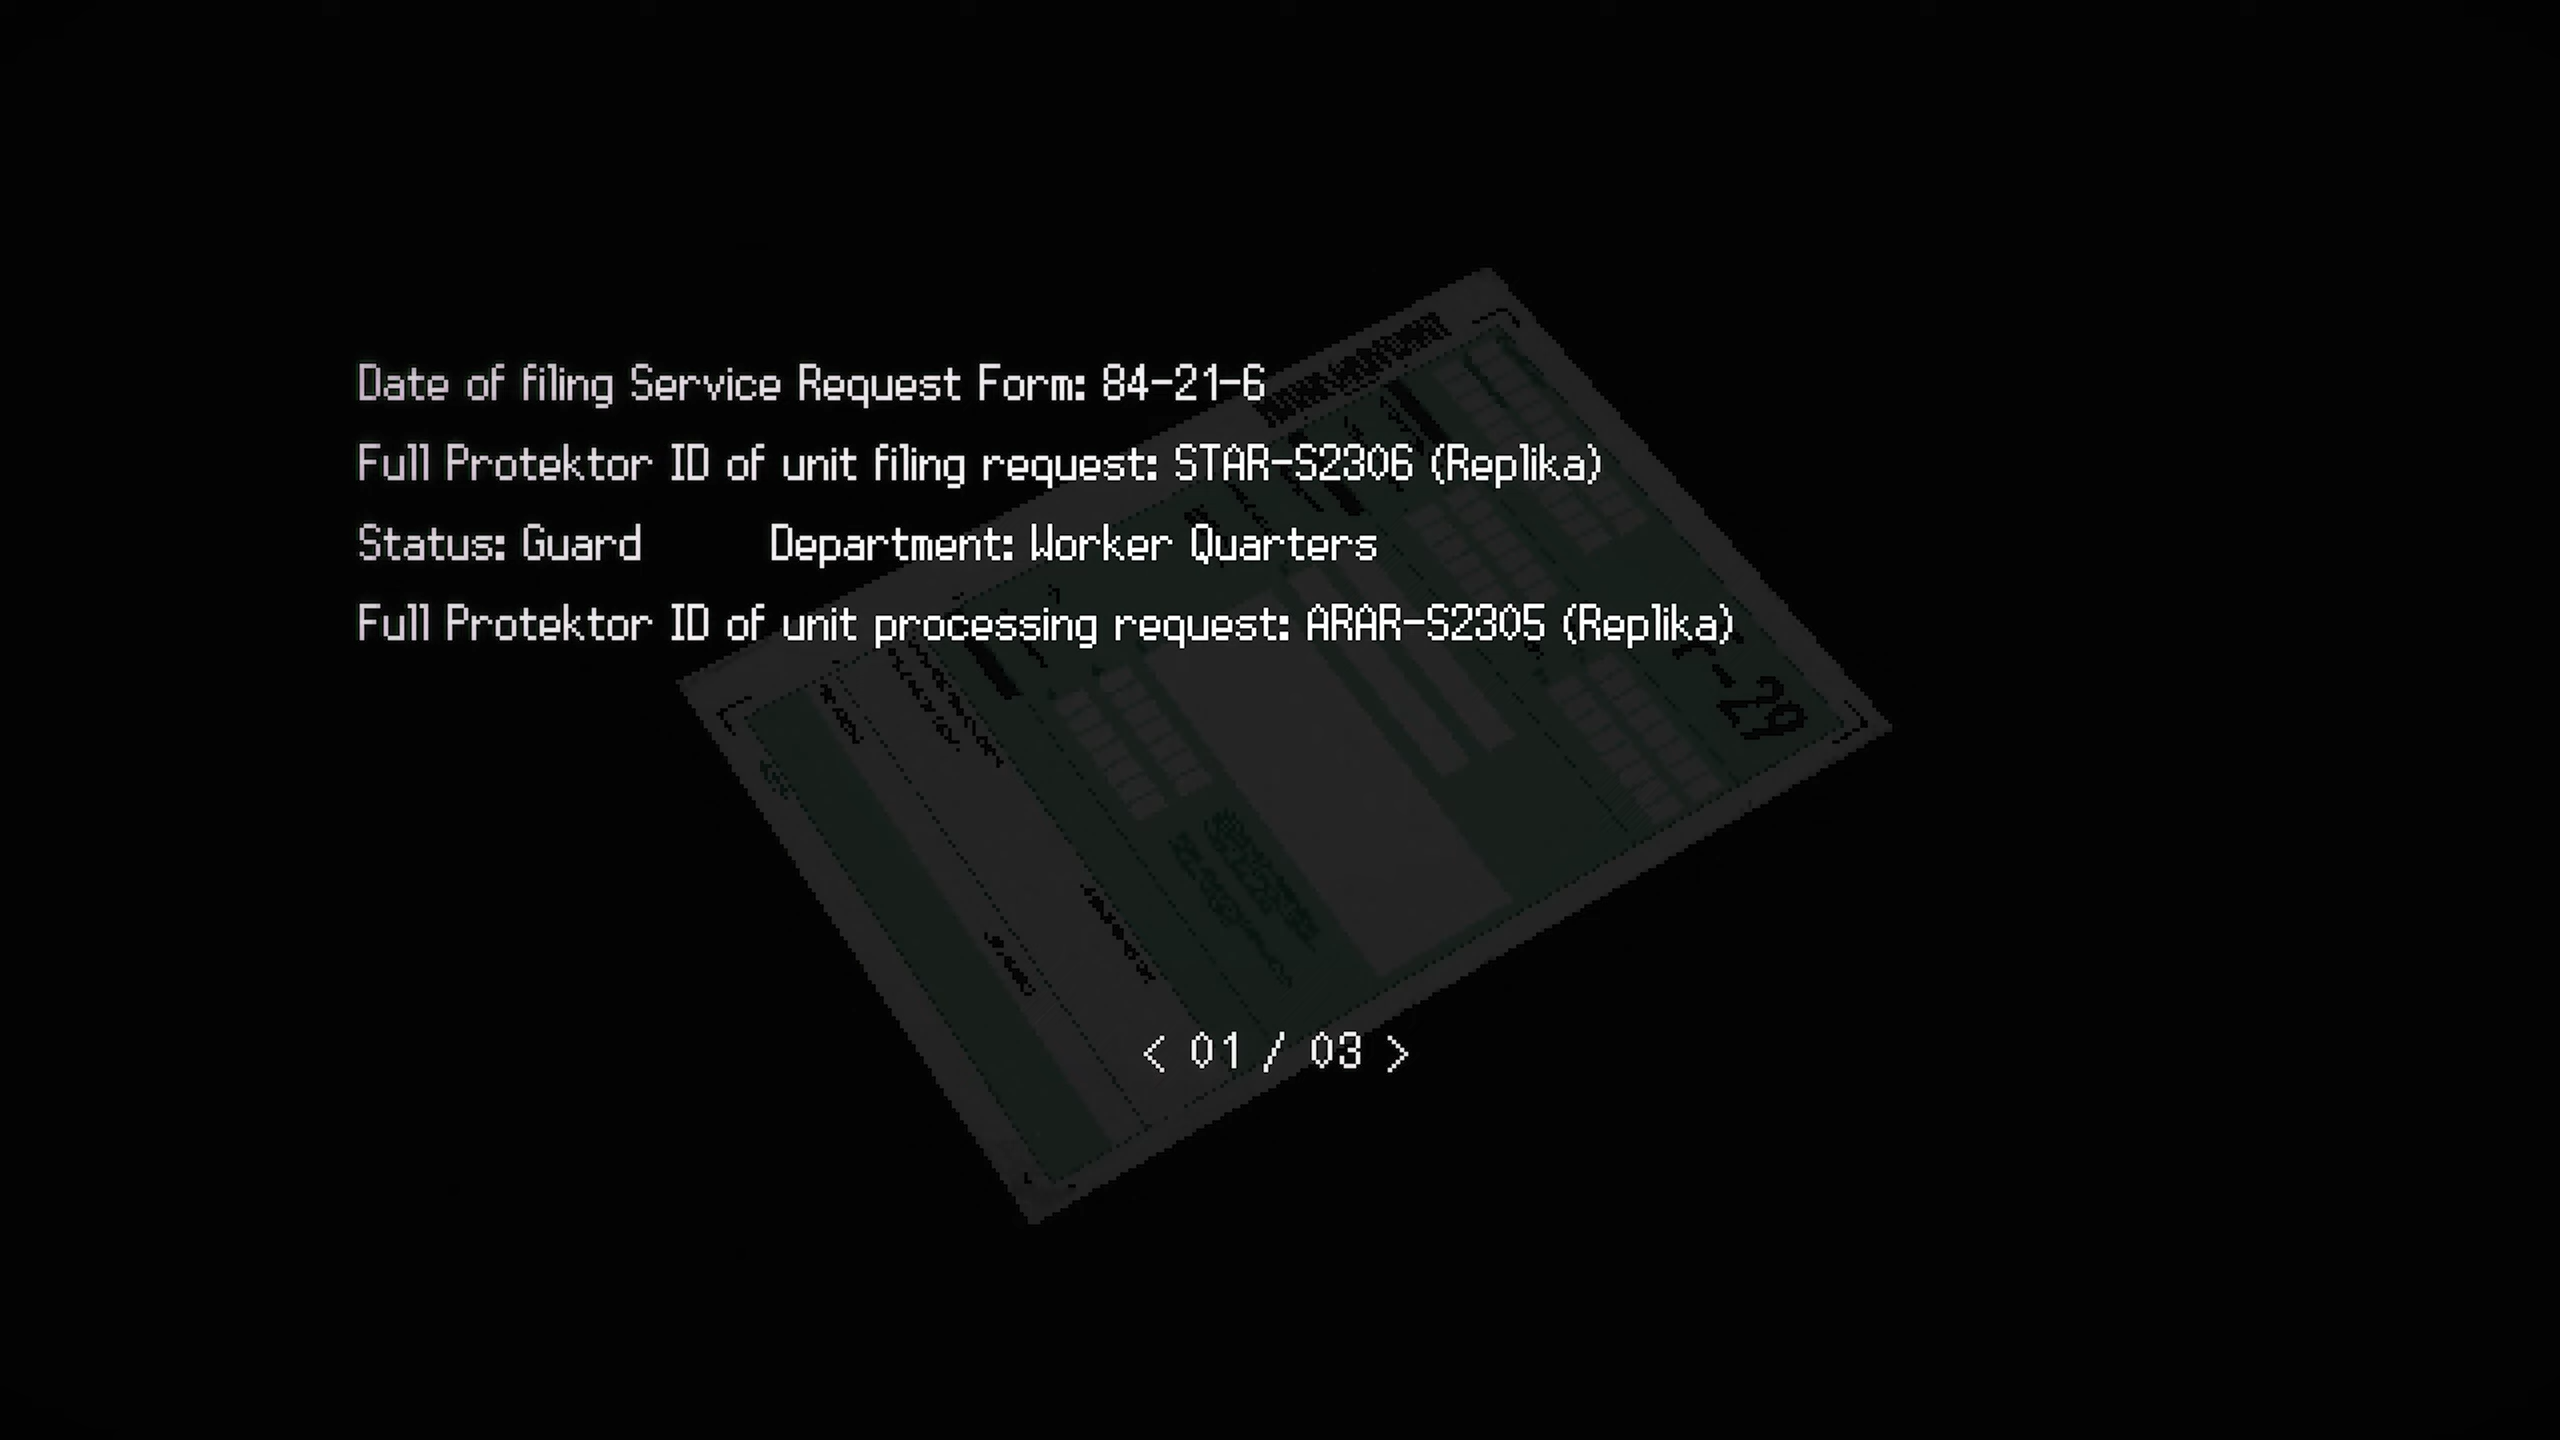 Date of filing Service Request Form: 84-21-6
Full Protektor ID of unit filing request: STAR-S2306 (Replika)
Status: Guard Department: Worker Quarters
Full Protektor ID of unit processing request: ARAR-S2305 (Replika)
-29
< 01 / 03 >